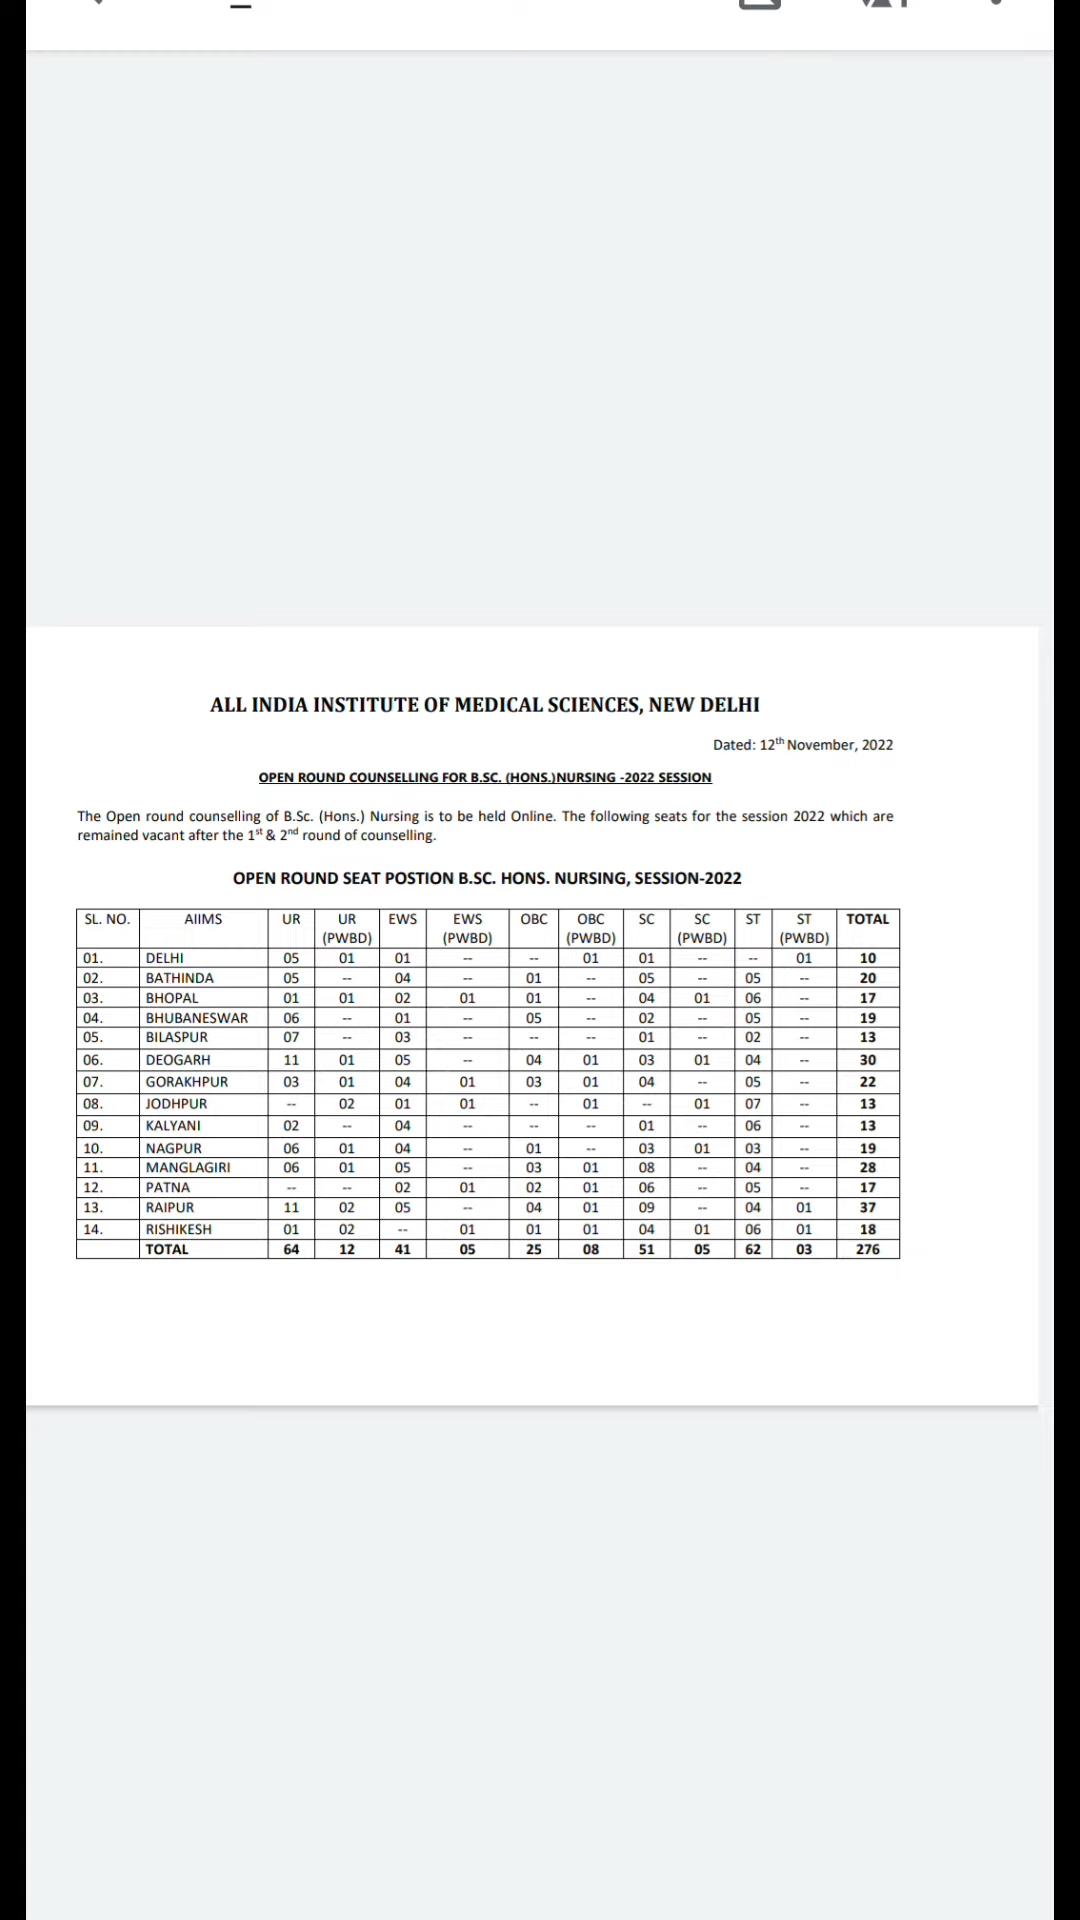 ALL INDIA INSTITUTE OF MEDICAL SCIENCES, NEW DELHI
Dated: 12th November, 2022
OPEN ROUND COUNSELLING FOR B.SC. (HONS.)NURSING -2022 SESSION
The Open round counselling of B.Sc. (Hons.) Nursing is to be held Online. The following seats for the session 2022 which are
remained vacant after the 1st & 2nd round of counselling.
OPEN ROUND SEAT POSTION B.SC. HONS. NURSING, SESSION-2022
SL. NO. AIIMS UR UR (PWBD) EWS EWS (PWBD) OBC OBC (PWBD) SC SC (PWBD) ST ST (PWBD) TOTAL
01. DELHI 05 01 01 -- -- 01 01 -- -- 01 10
02. BATHINDA 05 -- 04 -- 01 -- 05 -- 05 -- 20
03. BHOPAL 01 01 02 01 01 -- 04 01 06 -- 17
04. BHUBANESWAR 06 -- 01 -- 05 -- 02 -- 05 -- 19
05. BILASPUR 07 -- 03 -- -- -- 01 -- 02 -- 13
06. DEOGARH 11 01 05 -- 04 01 03 01 04 -- 30
07. GORAKHPUR 03 01 04 01 03 01 04 -- 05 -- 22
08. JODHPUR -- 02 01 01 -- 01 -- 01 07 -- 13
09. KALYANI 02 -- 04 -- -- -- 01 -- 06 -- 13
10. NAGPUR 06 01 04 -- 01 -- 03 01 03 -- 19
11. MANGLAGIRI 06 01 05 -- 03 01 08 -- 04 -- 28
12. PATNA -- -- 02 01 02 01 06 -- 05 -- 17
13. RAIPUR 11 02 05 -- 04 01 09 -- 04 01 37
14. RISHIKESH 01 02 -- 01 01 01 04 01 06 01 18
TOTAL 64 12 41 05 25 08 51 05 62 03 276